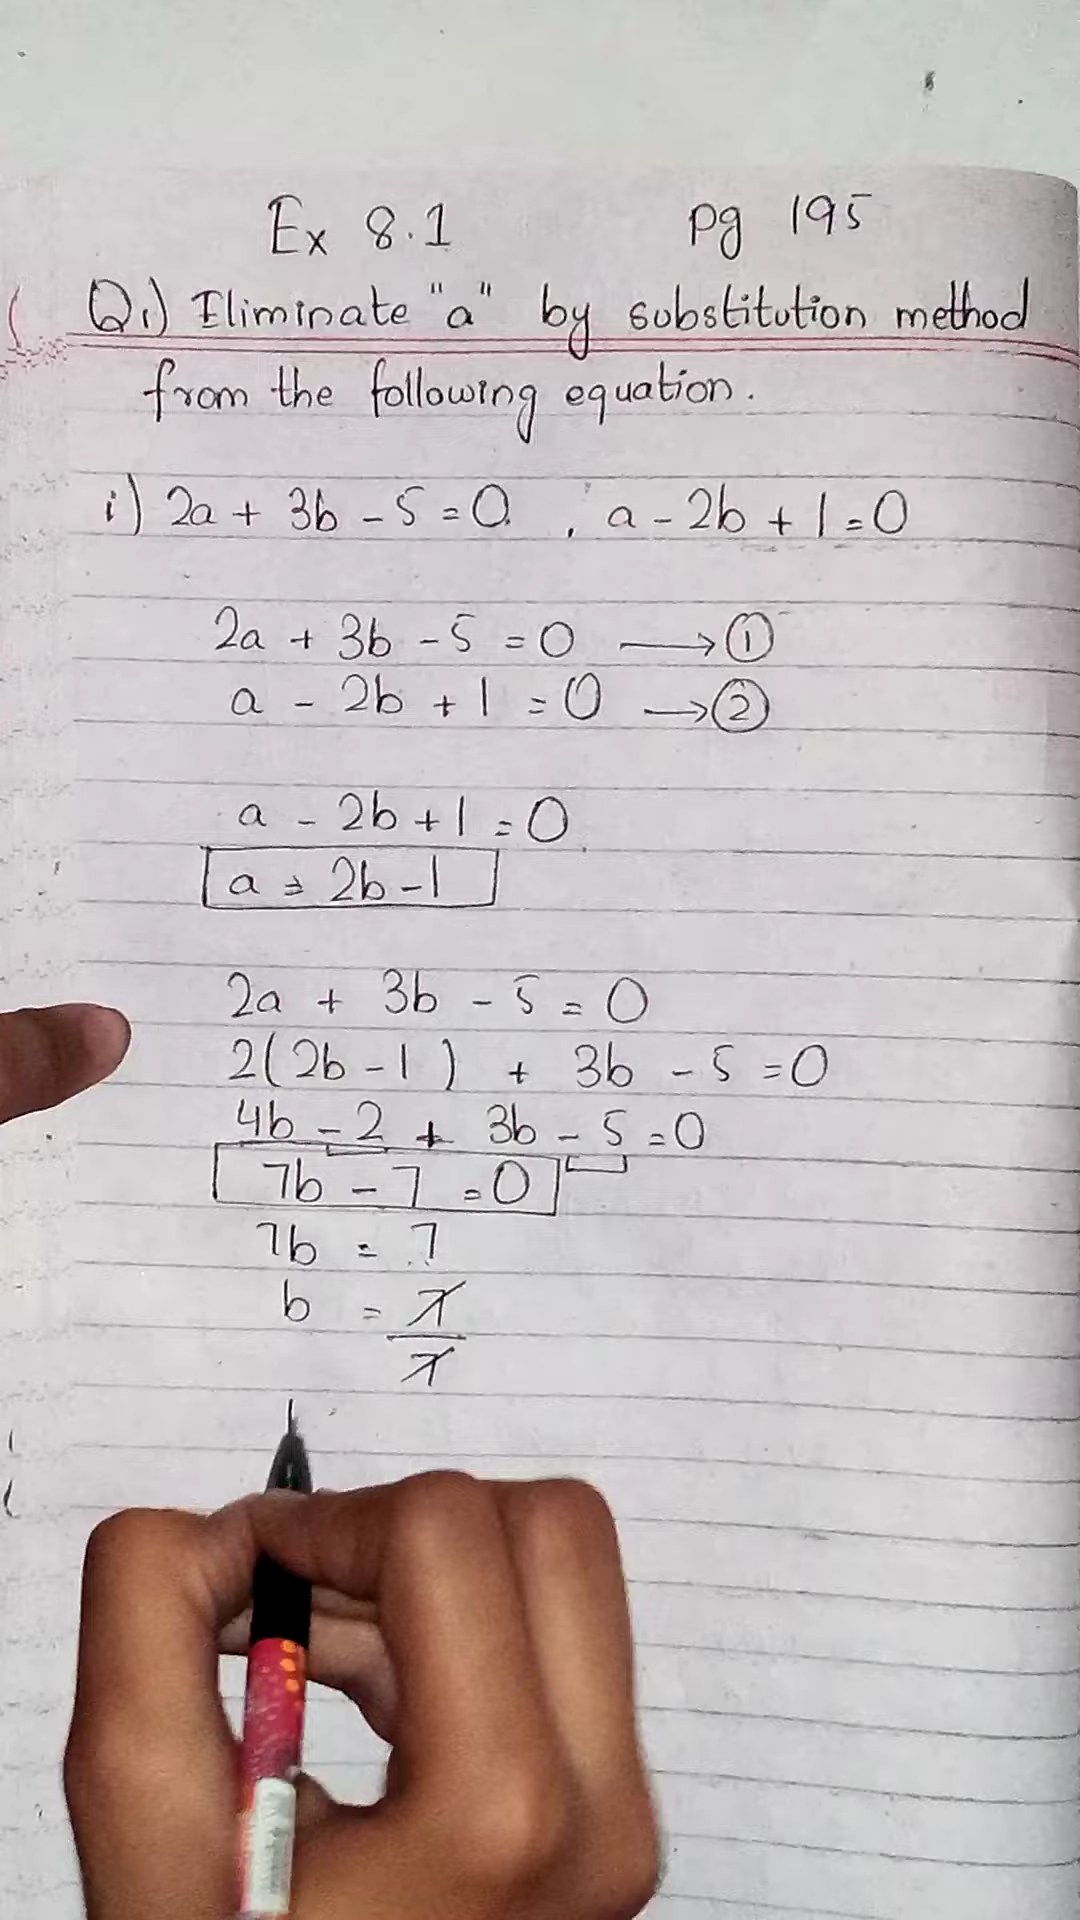 Ex 8.1 pg 195
Q1) Eliminate "a" by substitution method
from the following equation.
i) 2a + 3b - 5 = 0 , a - 2b + 1 = 0
2a + 3b - 5 = 0 → ①
a - 2b + 1 = 0 → ②
a - 2b + 1 = 0
a = 2b - 1
2a + 3b - 5 = 0
2(2b - 1) + 3b - 5 = 0
4b - 2 + 3b - 5 = 0
7b - 7 = 0
7b = 7
b = 7/7